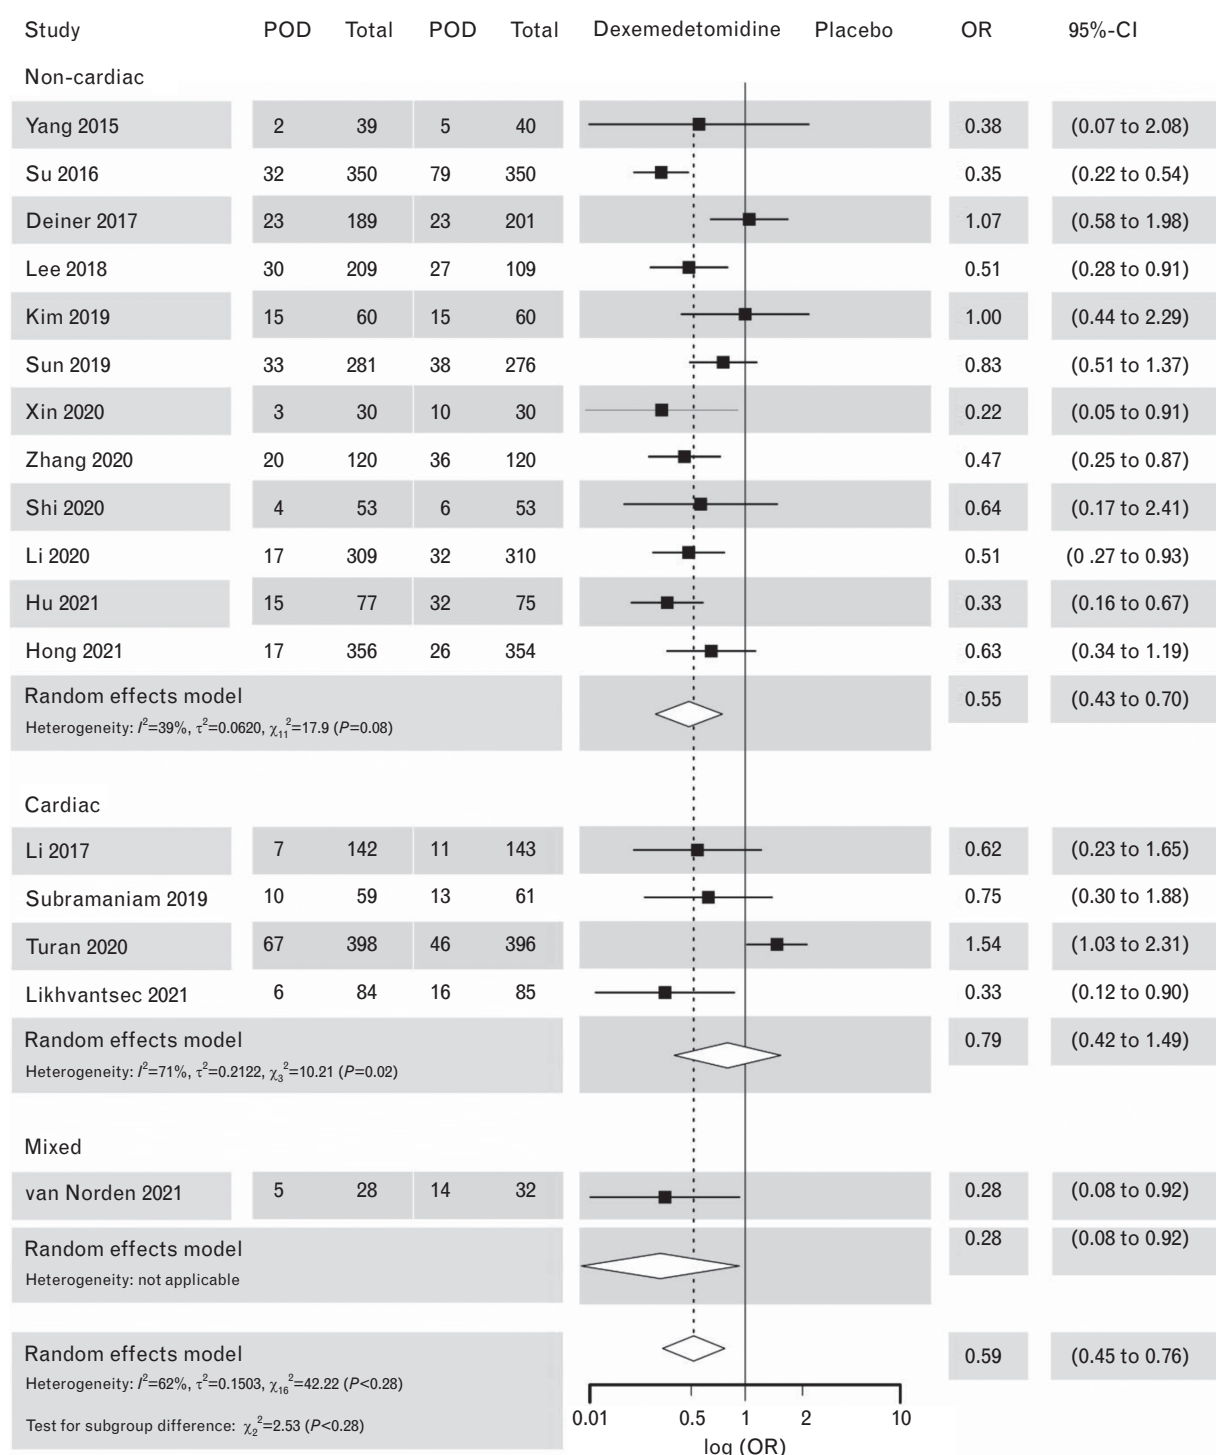 Study POD Total POD Total Dexemedetomidine Placebo OR 95%-CI
Non-cardiac
Yang 2015 2 39 5 40 0.38 (0.07 to 2.08)
Su 2016 32 350 79 350 0.35 (0.22 to 0.54)
Deiner 2017 23 189 23 201 1.07 (0.58 to 1.98)
Lee 2018 30 209 27 109 0.51 (0.28 to 0.91)
Kim 2019 15 60 15 60 1.00 (0.44 to 2.29)
Sun 2019 33 281 38 276 0.83 (0.51 to 1.37)
Xin 2020 3 30 10 30 0.22 (0.05 to 0.91)
Zhang 2020 20 120 36 120 0.47 (0.25 to 0.87)
Shi 2020 4 53 6 53 0.64 (0.17 to 2.41)
Li 2020 17 309 32 310 0.51 (0 .27 to 0.93)
Hu 2021 15 77 32 75 0.33 (0.16 to 0.67)
Hong 2021 17 356 26 354 0.63 (0.34 to 1.19)
Random effects model 0.55 (0.43 to 0.70)
Heterogeneity: I²=39%, τ²=0.0620, χ₁₁²=17.9 (P=0.08)
Cardiac
Li 2017 7 142 11 143 0.62 (0.23 to 1.65)
Subramaniam 2019 10 59 13 61 0.75 (0.30 to 1.88)
Turan 2020 67 398 46 396 1.54 (1.03 to 2.31)
Likhvantsec 2021 6 84 16 85 0.33 (0.12 to 0.90)
Random effects model 0.79 (0.42 to 1.49)
Heterogeneity: I²=71%, τ²=0.2122, χ₃²=10.21 (P=0.02)
Mixed
van Norden 2021 5 28 14 32 0.28 (0.08 to 0.92)
Random effects model 0.28 (0.08 to 0.92)
Heterogeneity: not applicable
Random effects model 0.59 (0.45 to 0.76)
Heterogeneity: I²=62%, τ²=0.1503, χ₁₆²=42.22 (P<0.28)
Test for subgroup difference: χ₂²=2.53 (P<0.28)
0.01 0.5 1 2 10
log (OR)